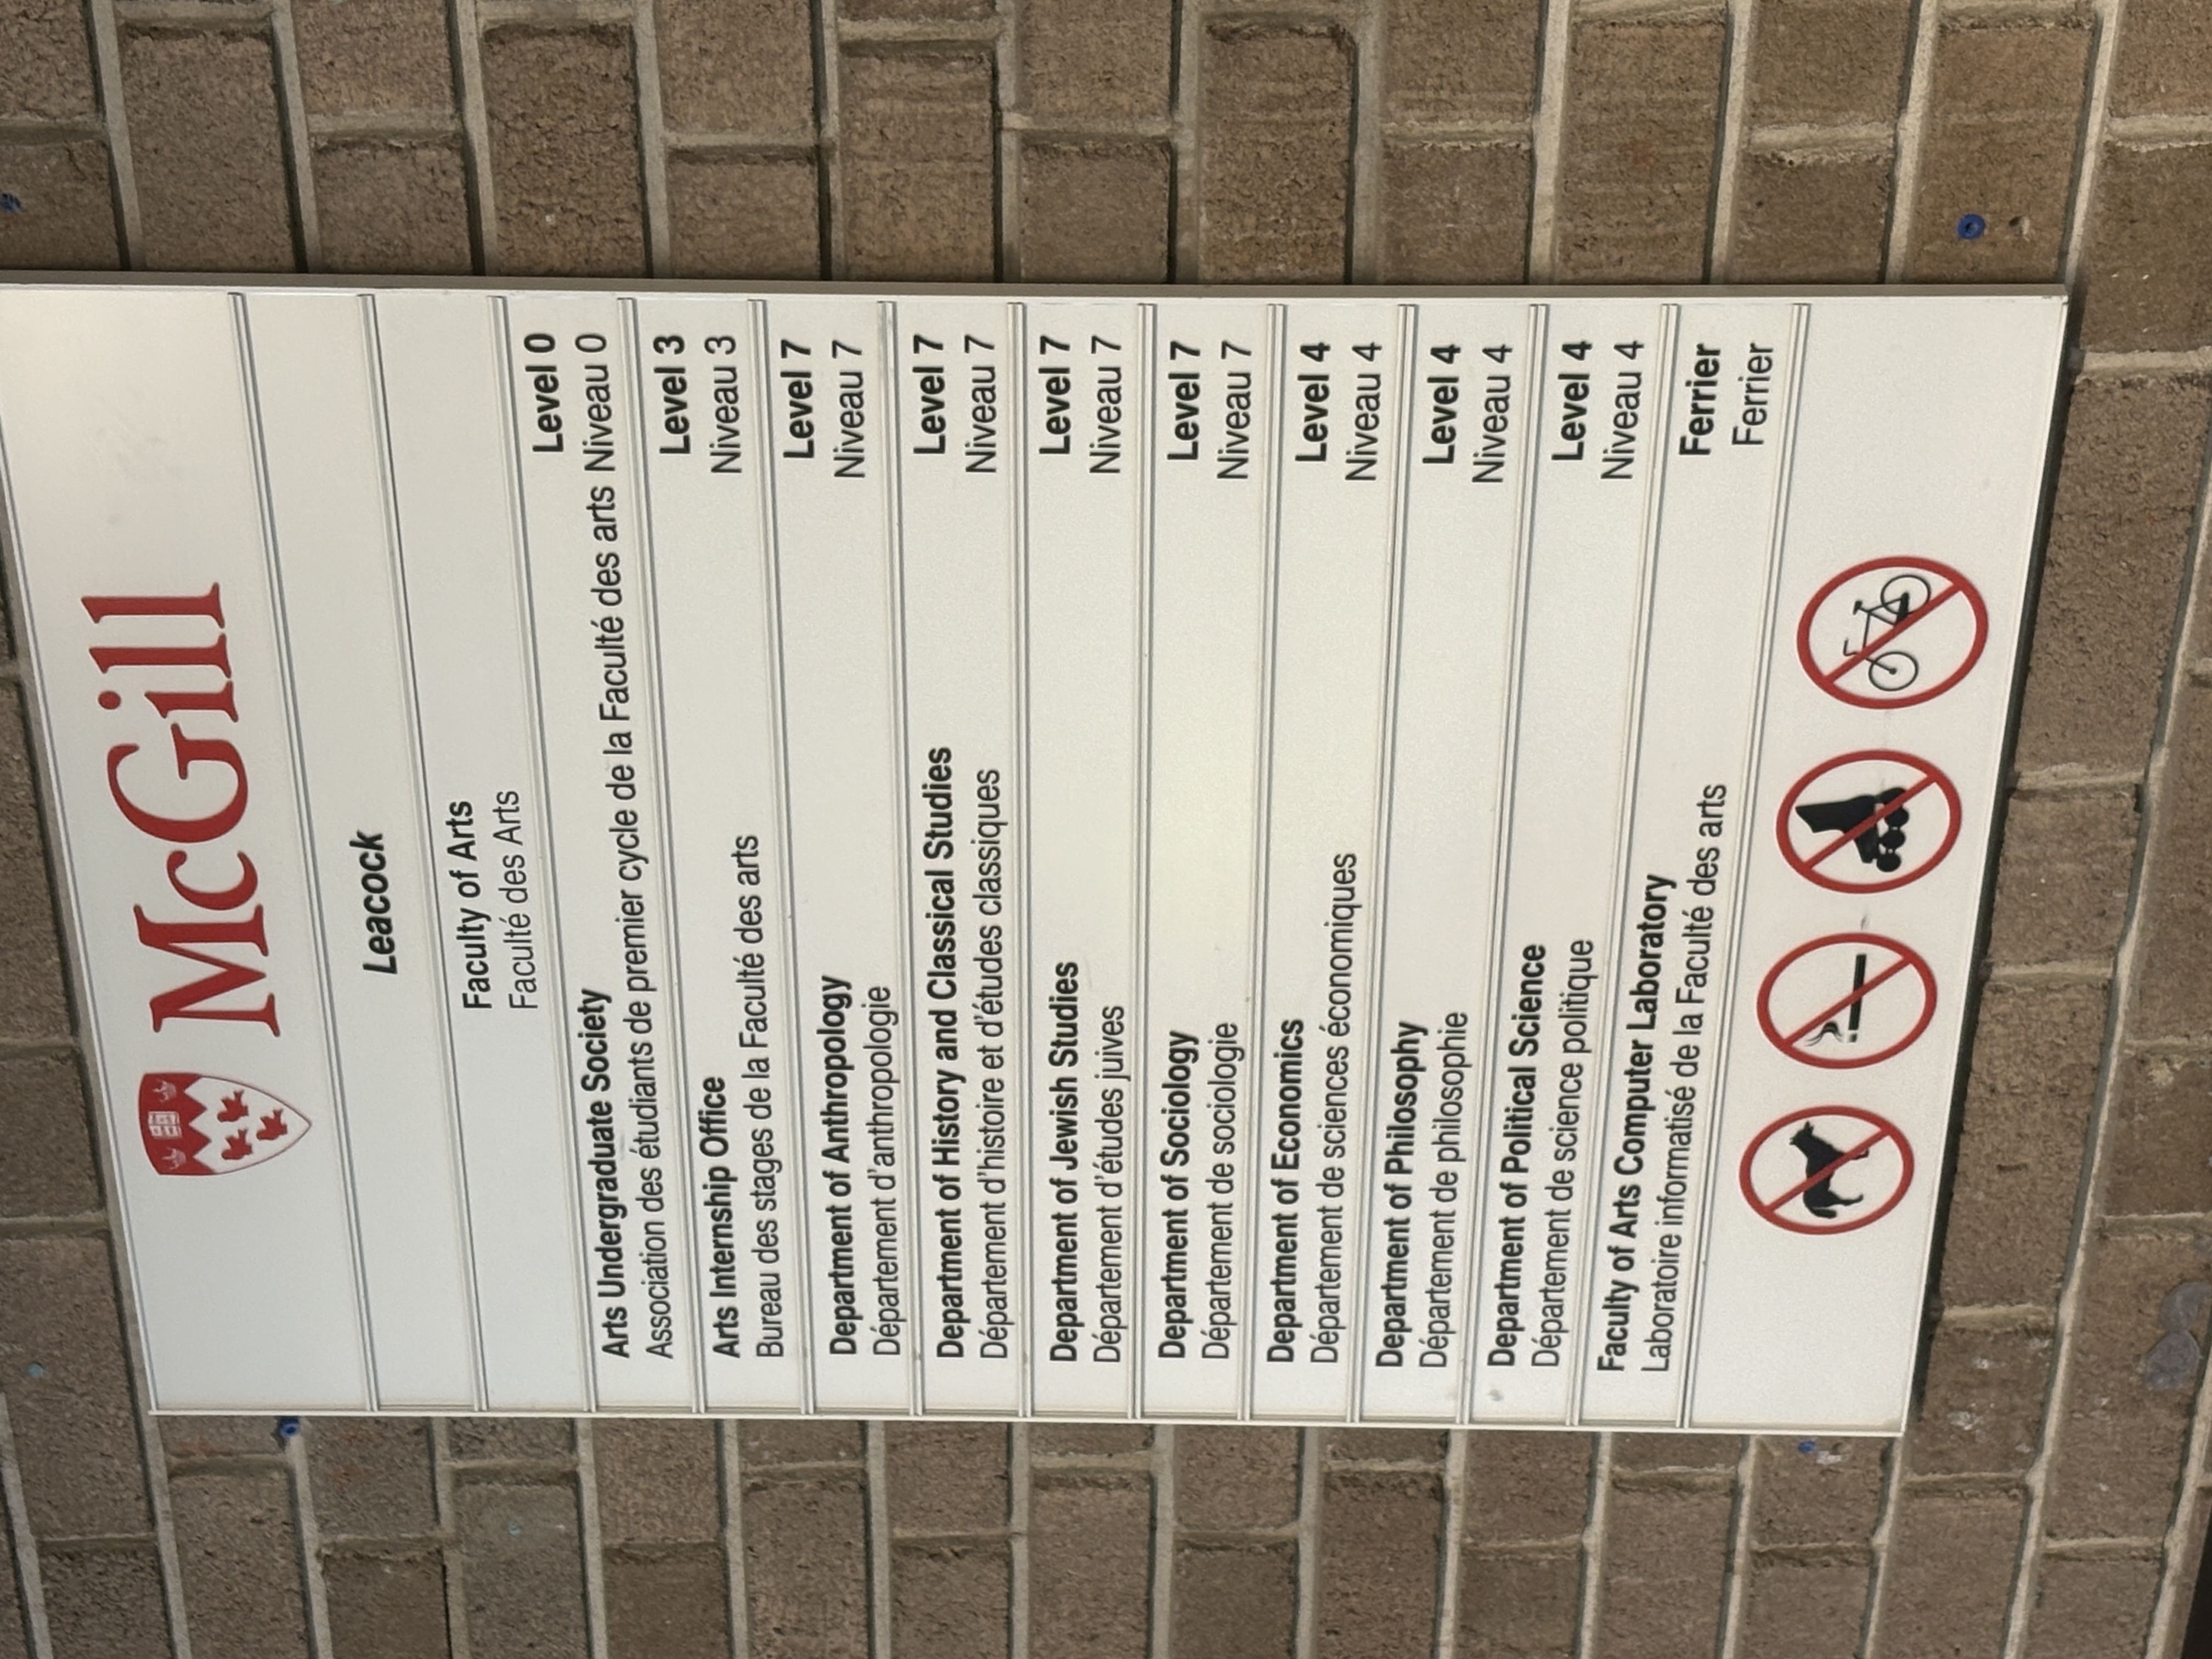 McGill
Leacock
Faculty of Arts
Faculté des Arts
Arts Undergraduate Society Level 0
Association des étudiants de premier cycle de la Faculté des arts Niveau 0
Arts Internship Office Level 3
Bureau des stages de la Faculté des arts Niveau 3
Department of Anthropology Level 7
Département d'anthropologie Niveau 7
Department of History and Classical Studies Level 7
Département d'histoire et d'études classiques Niveau 7
Department of Jewish Studies Level 7
Département d'études juives Niveau 7
Department of Sociology Level 7
Département de sociologie Niveau 7
Department of Economics Level 4
Département de sciences économiques Niveau 4
Department of Philosophy Level 4
Département de philosophie Niveau 4
Department of Political Science Level 4
Département de science politique Niveau 4
Faculty of Arts Computer Laboratory Ferrier
Laboratoire informatisé de la Faculté des arts Ferrier